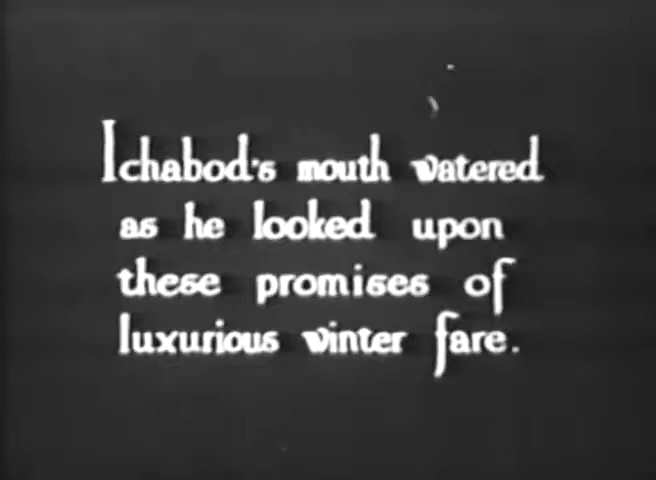 Ichabod's mouth watered
as he looked upon
these promises of
luxurious winter fare.